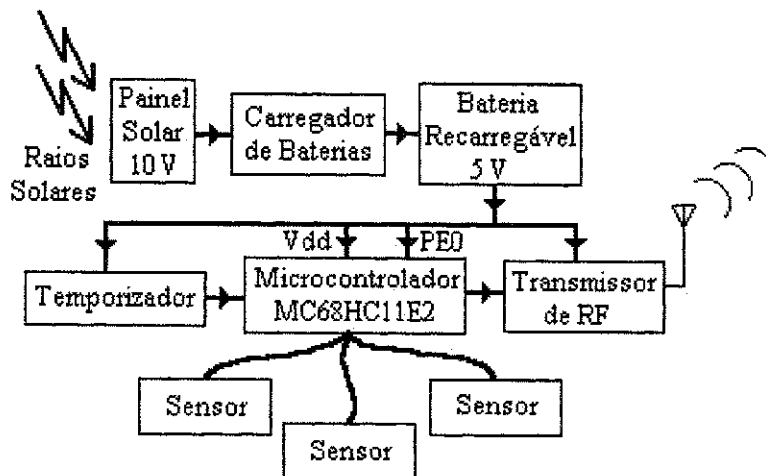 Painel
Solar
10 V
Carregador
de Baterias
Bateria
Recarregável
5 V
Raios
Solares
Vdd
PE0
Temporizador
Microcontrolador
MC68HC11E2
Transmissor
de RF
Sensor
Sensor
Sensor